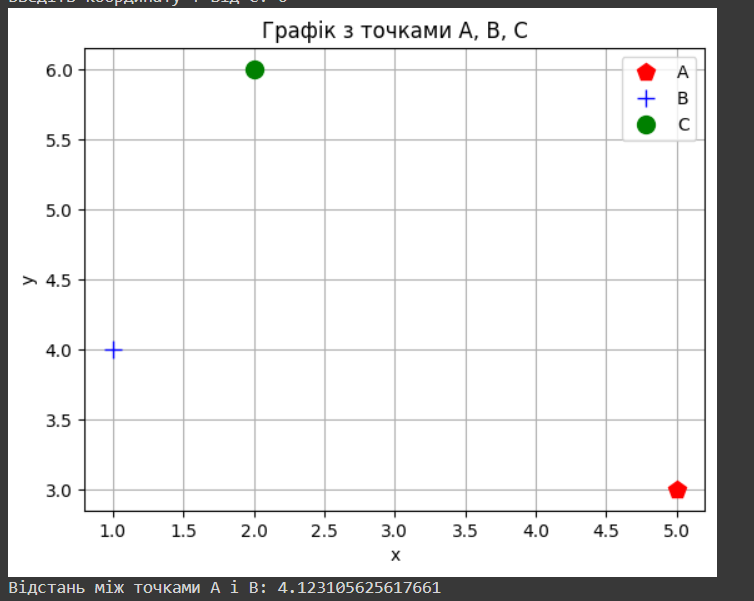 Графік з точками A, B, C
A
B
C
6.0
5.5
5.0
4.5
4.0
3.5
3.0
y
1.0 1.5 2.0 2.5 3.0 3.5 4.0 4.5 5.0
x
Відстань між точками A і B: 4.123105625617661